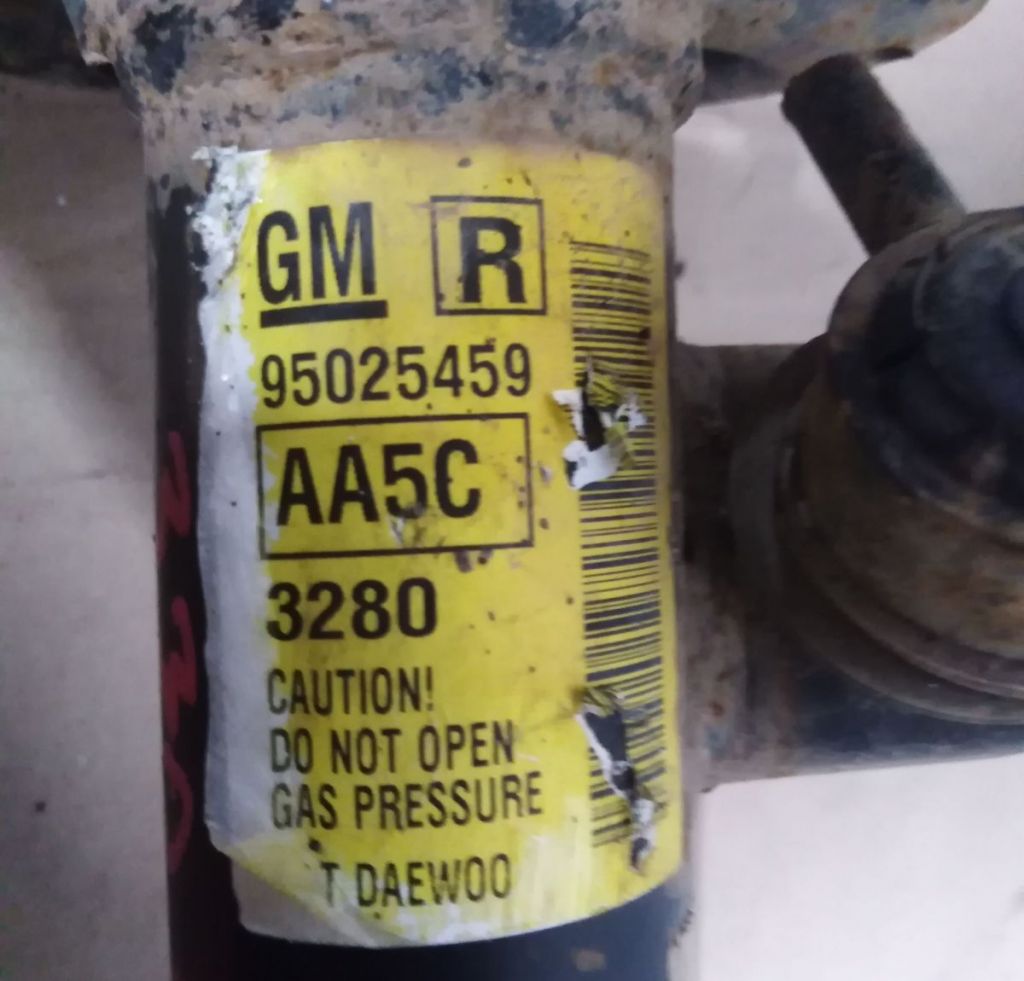 GM R
95025459
AA5C
3280
CAUTION!
DO NOT OPEN
GAS PRESSURE
T DAEWOO